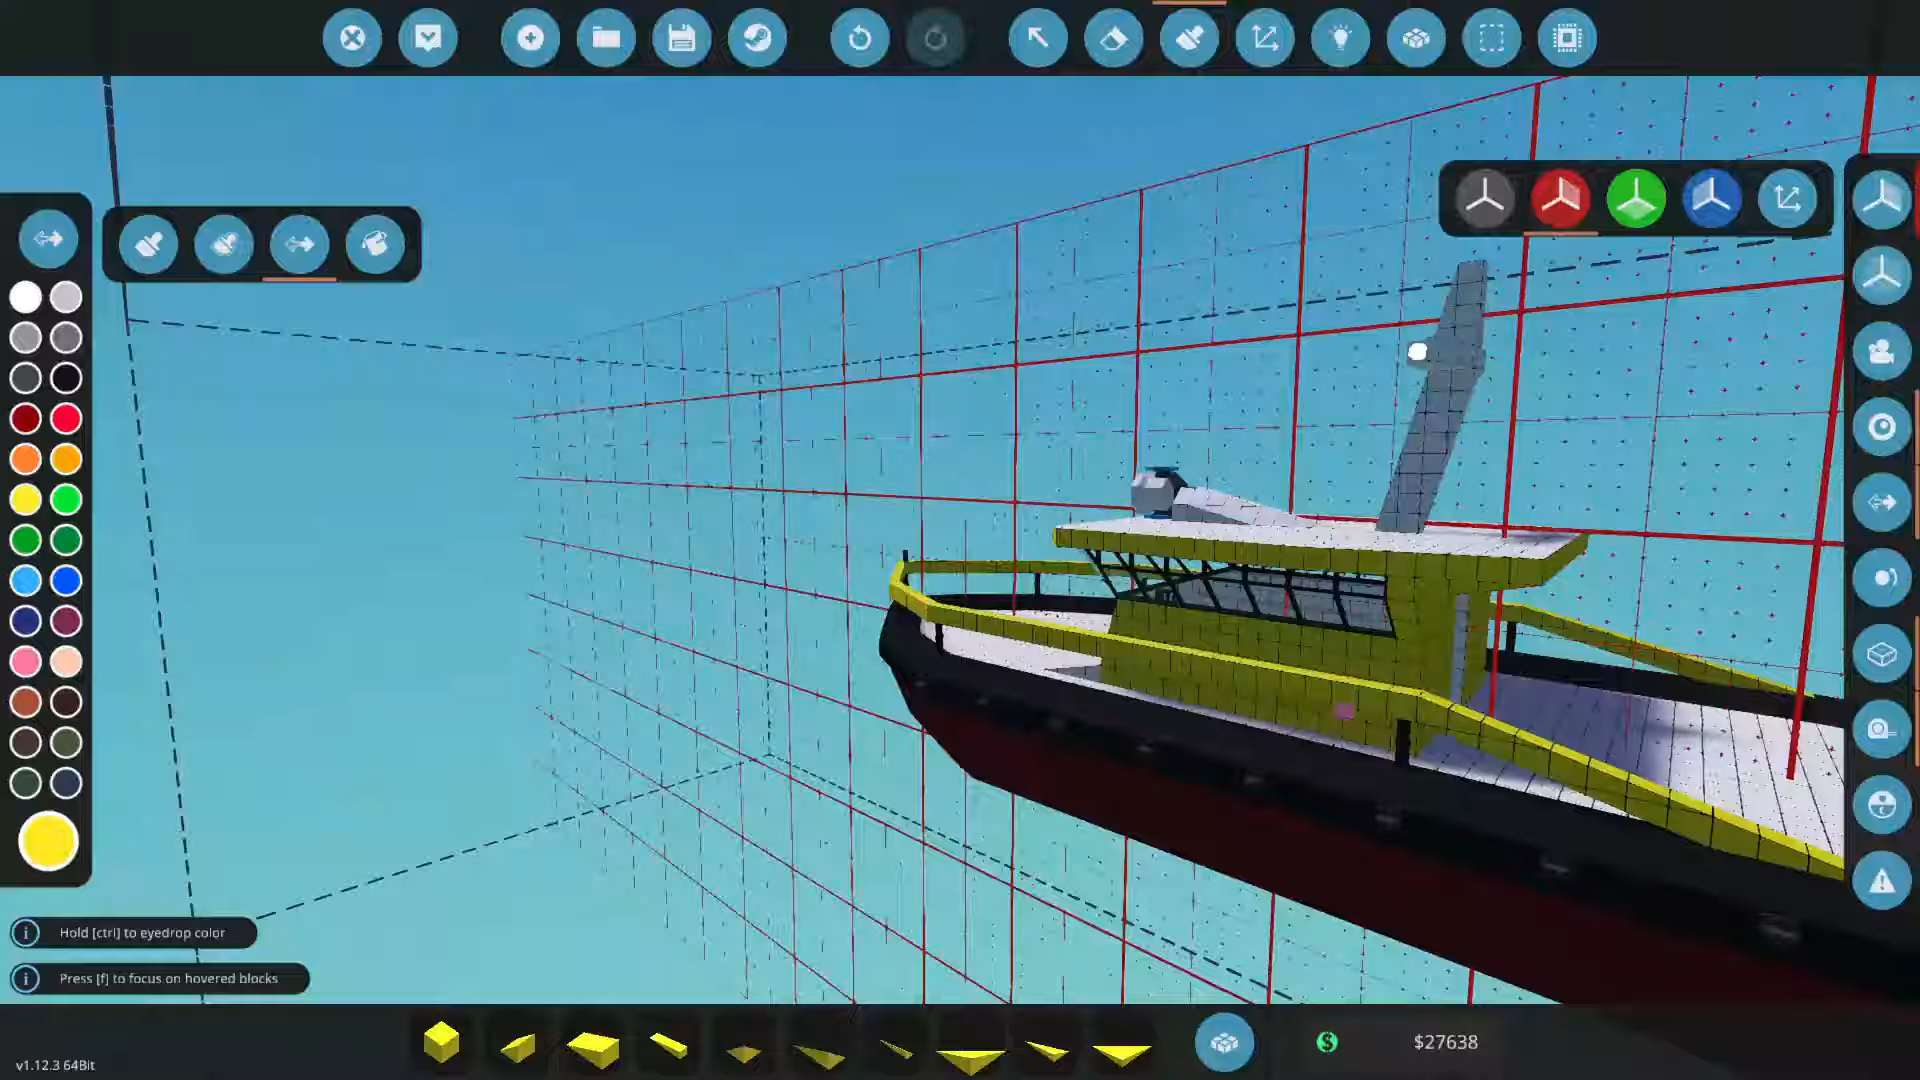 Hold [ctrl] to eyedrop color
Press [f] to focus on hovered blocks
$27638
v1.12.3 64Bit